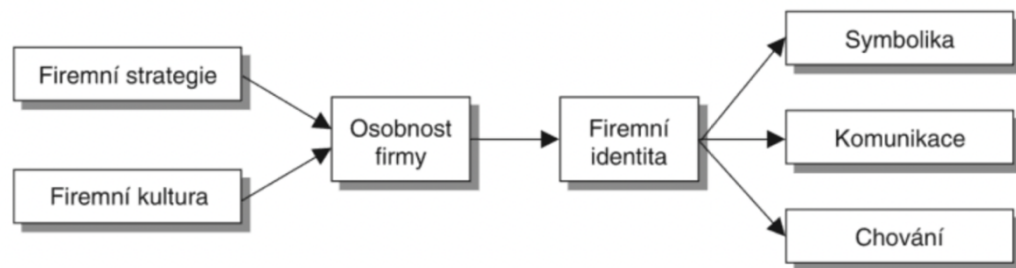 Firemní strategie
Firemní kultura
Osobnost
firmy
Firemní
identita
Symbolika
Komunikace
Chování